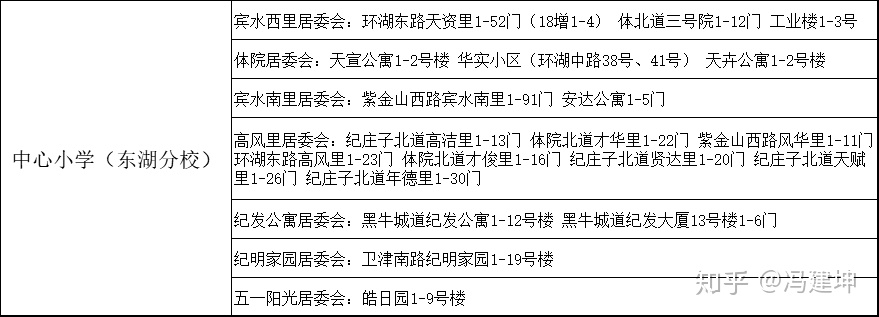 中心小学（东湖分校）
宾水西里居委会：环湖东路天资里1-52门（18增1-4） 体北道三号院1-12门 工业楼1-3号
体院居委会：天宣公寓1-2号楼 华实小区（环湖中路38号、41号） 天卉公寓1-2号楼
宾水南里居委会：紫金山西路宾水南里1-91门 安达公寓1-5门
高风里居委会：纪庄子北道高洁里1-13门 体院北道才华里1-22门 紫金山西路风华里1-11门
环湖东路高风里1-23门 体院北道才俊里1-16门 纪庄子北道贤达里1-20门 纪庄子北道天赋
里1-26门 纪庄子北道年德里1-30门
纪发公寓居委会：黑牛城道纪发公寓1-12号楼 黑牛城道纪发大厦13号楼1-6门
纪明家园居委会：卫津南路纪明家园1-19号楼
五一阳光居委会：皓日园1-9号楼
知乎 @冯建坤